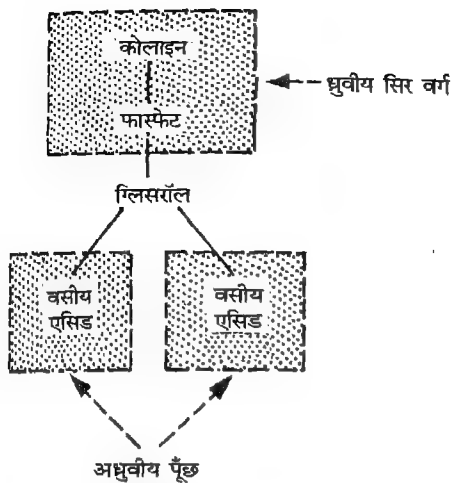 कोलाइन
ध्रुवीय सिर वर्ग
फास्फेट
ग्लिसरॉल
वसीय
एसिड
वसीय
एसिड
अध्रुवीय पूँछ